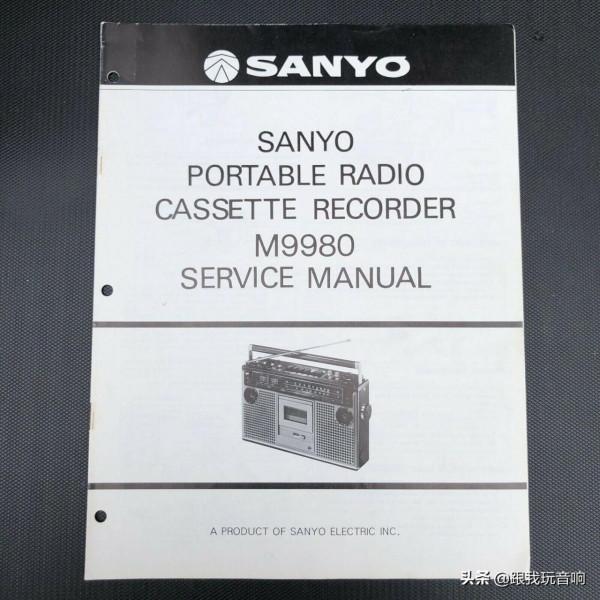 SANYO
SANYO
PORTABLE RADIO
CASSETTE RECORDER
M9980
SERVICE MANUAL
A PRODUCT OF SANYO ELECTRIC INC.
头条 @跟我玩音响